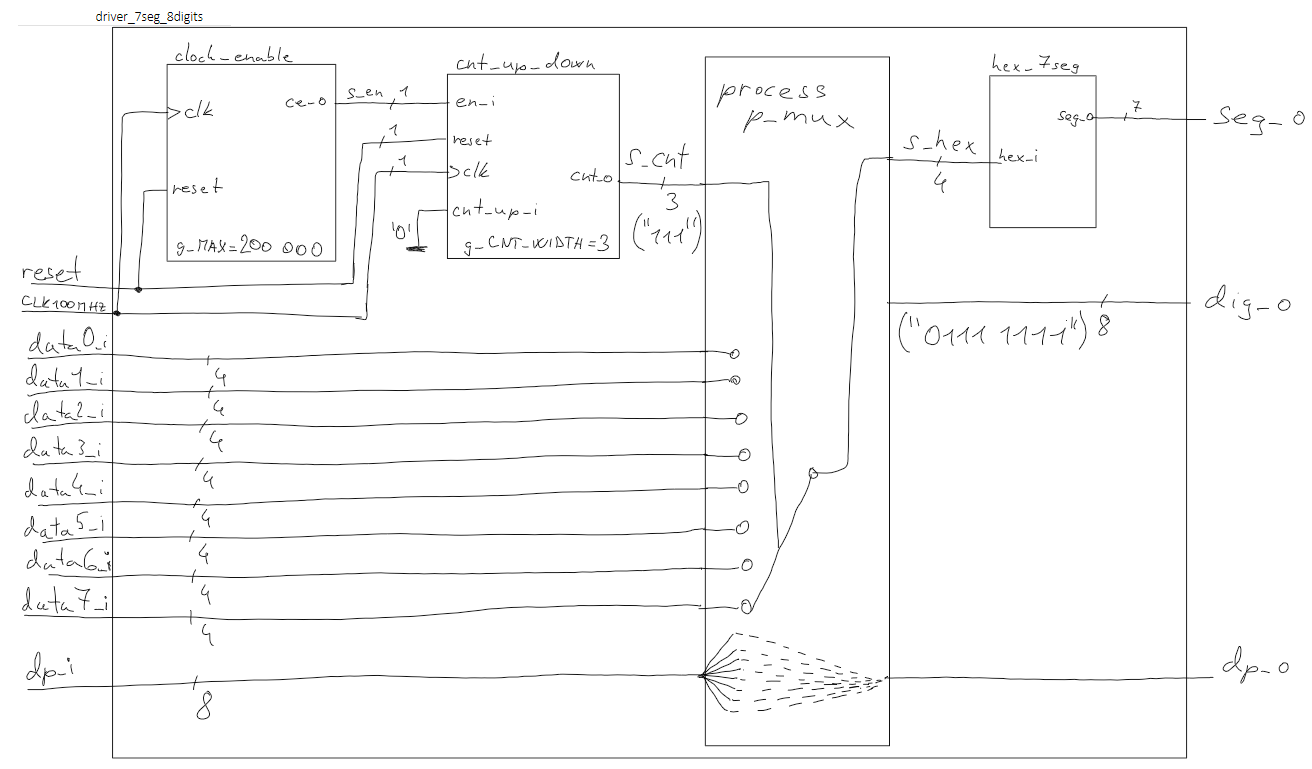 driver_7seg_8digits
clock_enable
clk
ce_o
reset
g_MAX=200 000
s_en
1
cnt_up_down
en_i
reset
clk
cnt_up_i
cnt_o
g_CNT_WIDTH=3
1
1
'0'
s_cnt
3
("111")
process
p_mux
s_hex
4
hex_7seg
seg_o
hex_i
7
seg_o
reset
CLK100MHZ
dig_o
("0111 1111")
8
data0_i
4
data1_i
4
data2_i
4
data3_i
4
data4_i
4
data5_i
4
data6_i
4
data7_i
4
dp_i
8
dp_o